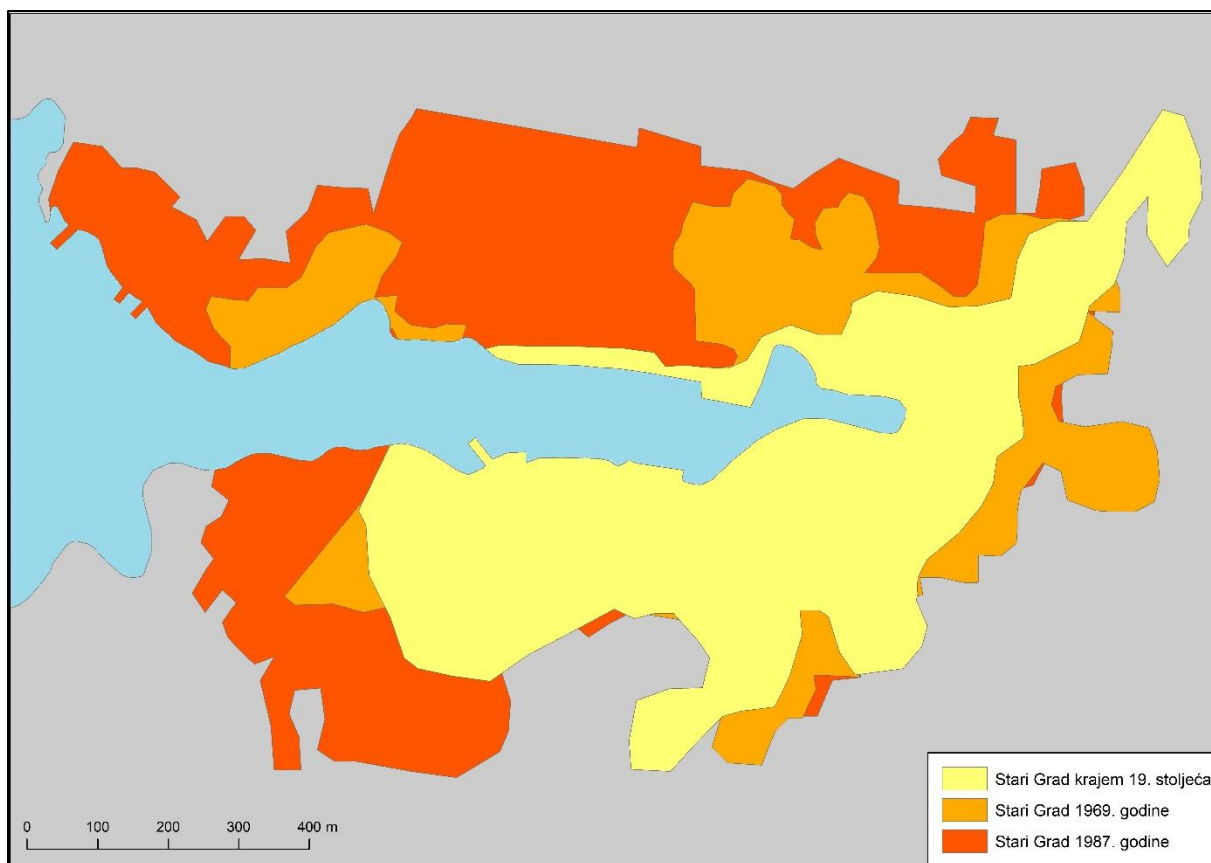 Stari Grad krajem 19. stoljeća
Stari Grad 1969. godine
Stari Grad 1987. godine
0 100 200 300 400 m